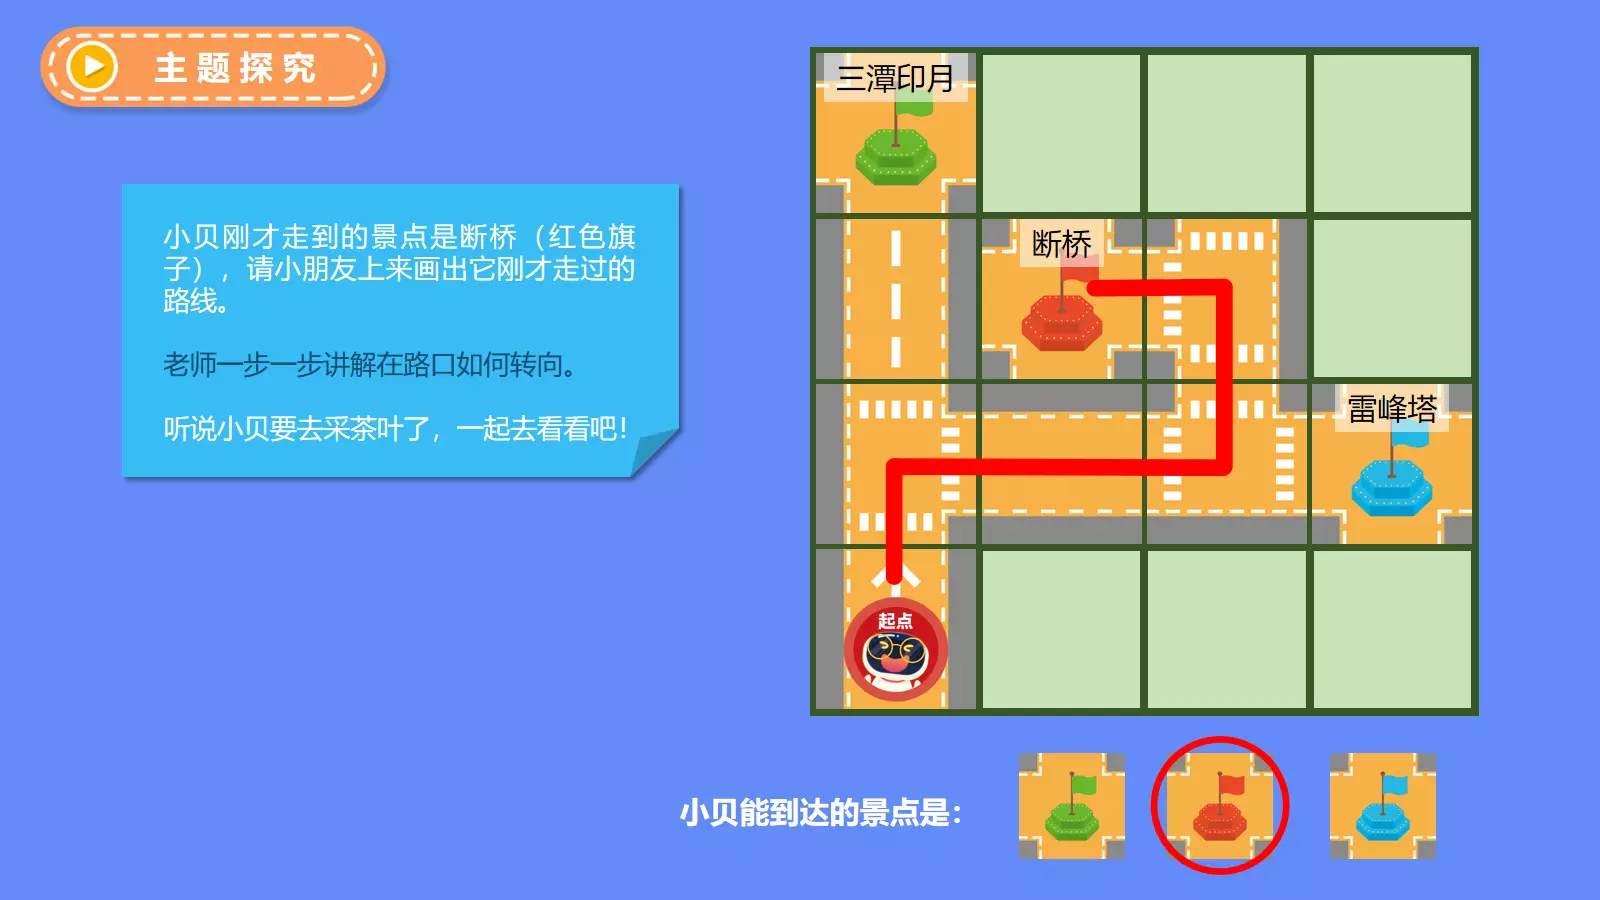 主题探究
小贝刚才走到的景点是断桥（红色旗
子），请小朋友上来画出它刚才走过的
路线。
老师一步一步讲解在路口如何转向。
听说小贝要去采茶叶了，一起去看看吧！
三潭印月
断桥
雷峰塔
起点
小贝能到达的景点是：